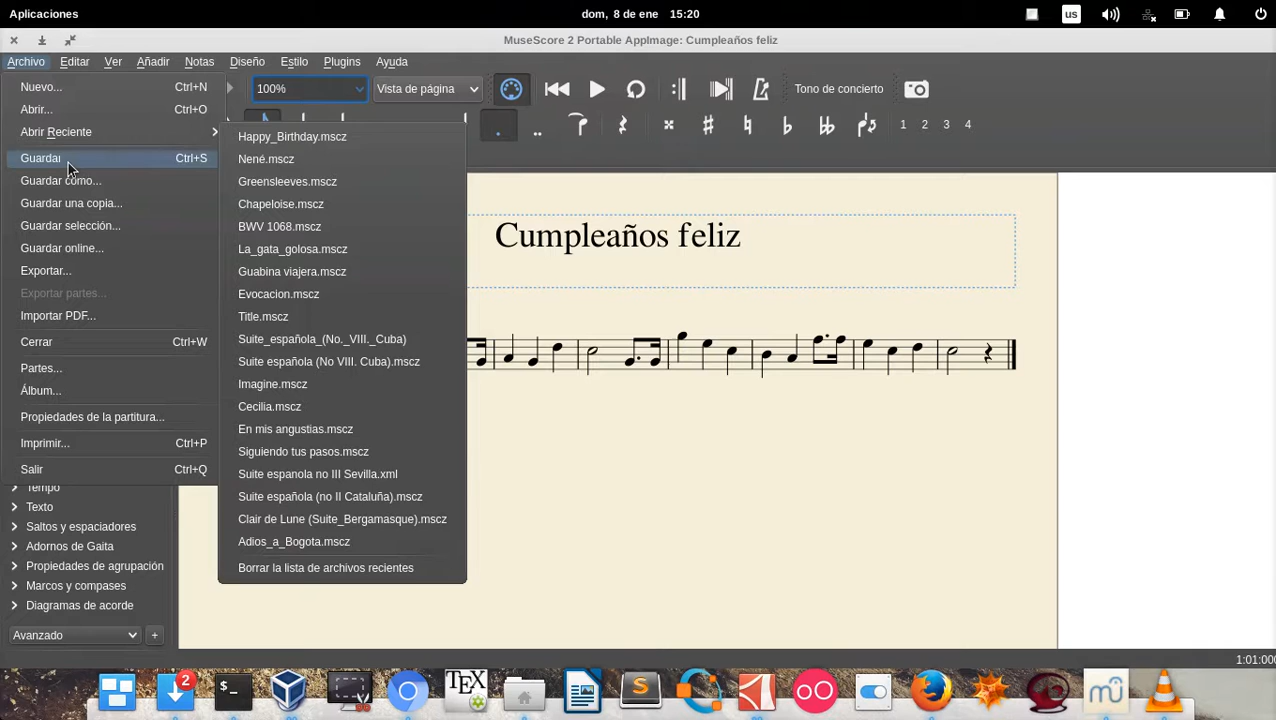 Aplicaciones
dom, 8 de ene 15:20
us
MuseScore 2 Portable AppImage: Cumpleaños feliz
Archivo Editar Ver Añadir Notas Diseño Estilo Plugins Ayuda
Nuevo... Ctrl+N
Abrir... Ctrl+O
Abrir Reciente
Guardar Ctrl+S
Guardar como...
Guardar una copia...
Guardar selección...
Guardar online...
Exportar...
Exportar partes...
Importar PDF...
Cerrar Ctrl+W
Partes...
Álbum...
Propiedades de la partitura...
Imprimir... Ctrl+P
Salir Ctrl+Q
100%
Vista de página
Tono de concierto
1 2 3 4
Happy_Birthday.mscz
Nené.mscz
Greensleeves.mscz
Chapeloise.mscz
BWV 1068.mscz
La_gata_golosa.mscz
Guabina viajera.mscz
Evocacion.mscz
Title.mscz
Suite_española_(No._VIII._Cuba)
Suite española (No VIII. Cuba).mscz
Imagine.mscz
Cecilia.mscz
En mis angustias.mscz
Siguiendo tus pasos.mscz
Suite espanola no III Sevilla.xml
Suite española (no II Cataluña).mscz
Clair de Lune (Suite_Bergamasque).mscz
Adios_a_Bogota.mscz
Borrar la lista de archivos recientes
Cumpleaños feliz
Tempo
Texto
Saltos y espaciadores
Adornos de Gaita
Propiedades de agrupación
Marcos y compases
Diagramas de acorde
Avanzado +
1:01:000
2
>_
TEX
S
mu